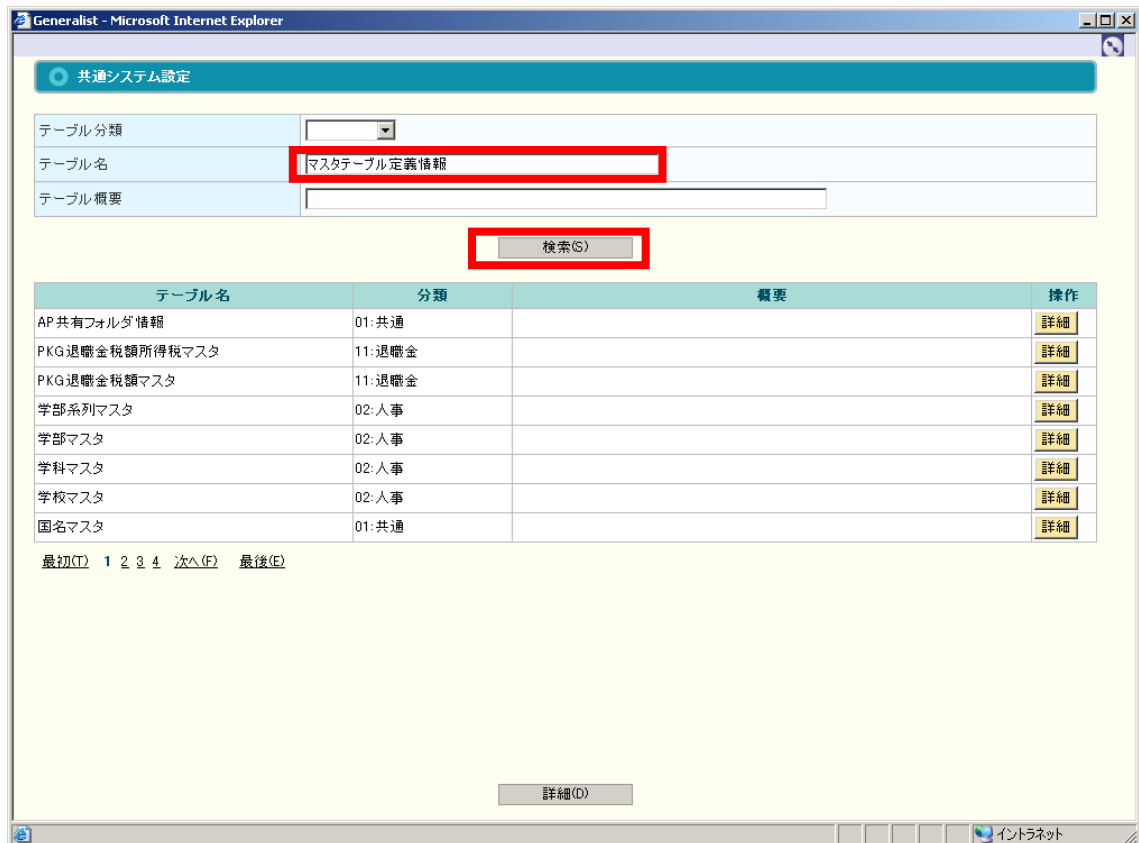 Generalist - Microsoft Internet Explorer
共通システム設定
テーブル分類
テーブル名 マスタテーブル定義情報
テーブル概要
検索(S)
テーブル名 分類 概要 操作
AP共有フォルダ情報 01:共通 詳細
PKG退職金税額所得税マスタ 11:退職金 詳細
PKG退職金税額マスタ 11:退職金 詳細
学部系列マスタ 02:人事 詳細
学部マスタ 02:人事 詳細
学科マスタ 02:人事 詳細
学校マスタ 02:人事 詳細
国名マスタ 01:共通 詳細
最初(T) 1 2 3 4 次へ(F) 最後(E)
詳細(D)
イントラネット